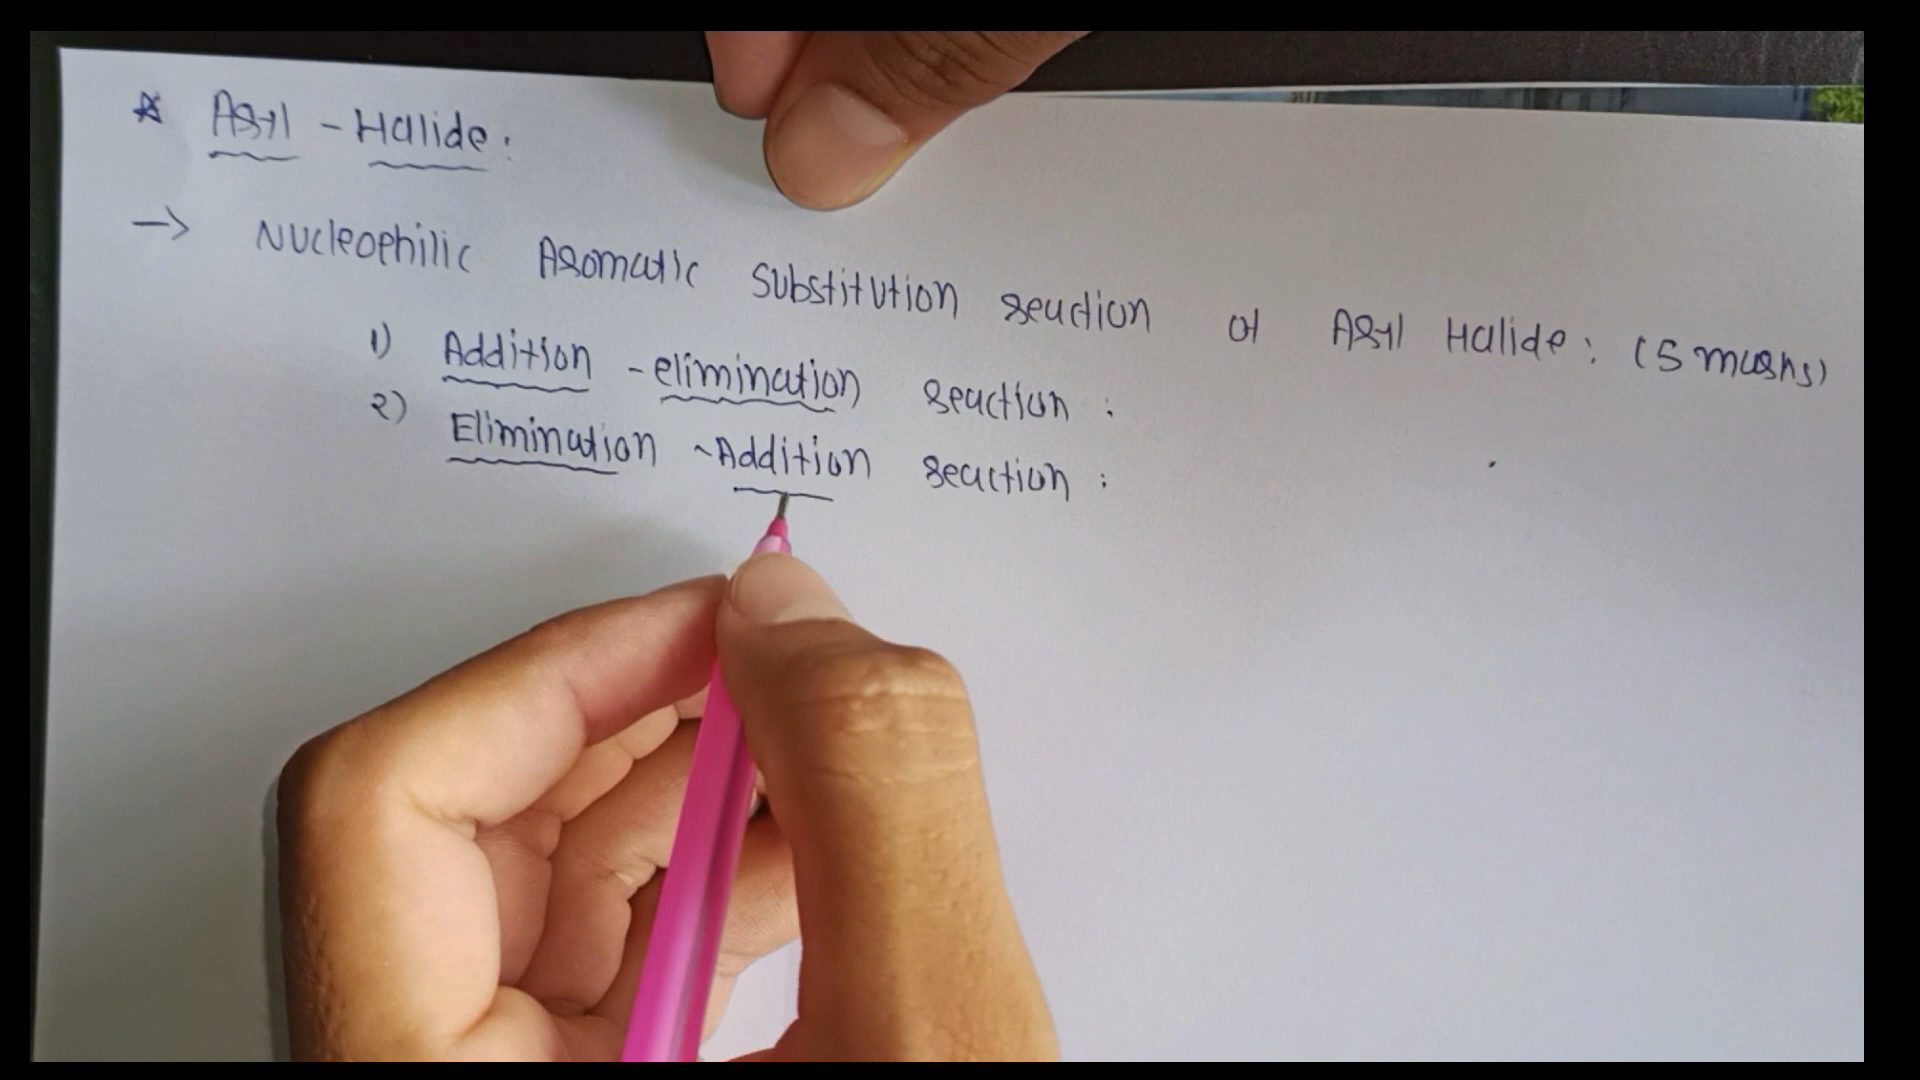 ☆ Aryl - Halide :
→ Nucleophilic Aromatic Substitution reaction of Aryl Halide : (5 marks)
1) Addition - elimination reaction :
2) Elimination - Addition reaction :